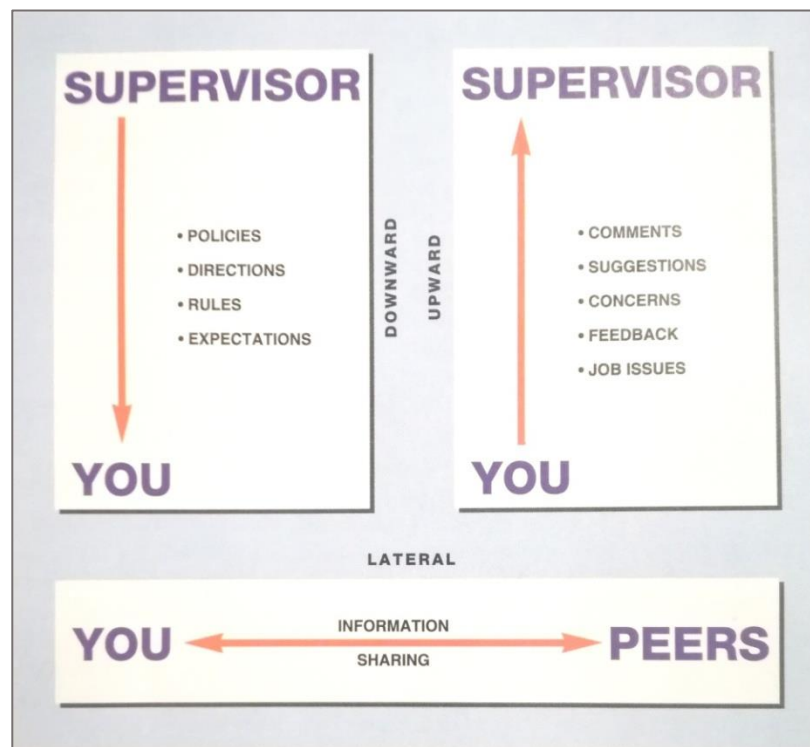 SUPERVISOR
• POLICIES
• DIRECTIONS
• RULES
• EXPECTATIONS
YOU
DOWNWARD
UPWARD
SUPERVISOR
• COMMENTS
• SUGGESTIONS
• CONCERNS
• FEEDBACK
• JOB ISSUES
YOU
LATERAL
YOU
INFORMATION
SHARING
PEERS